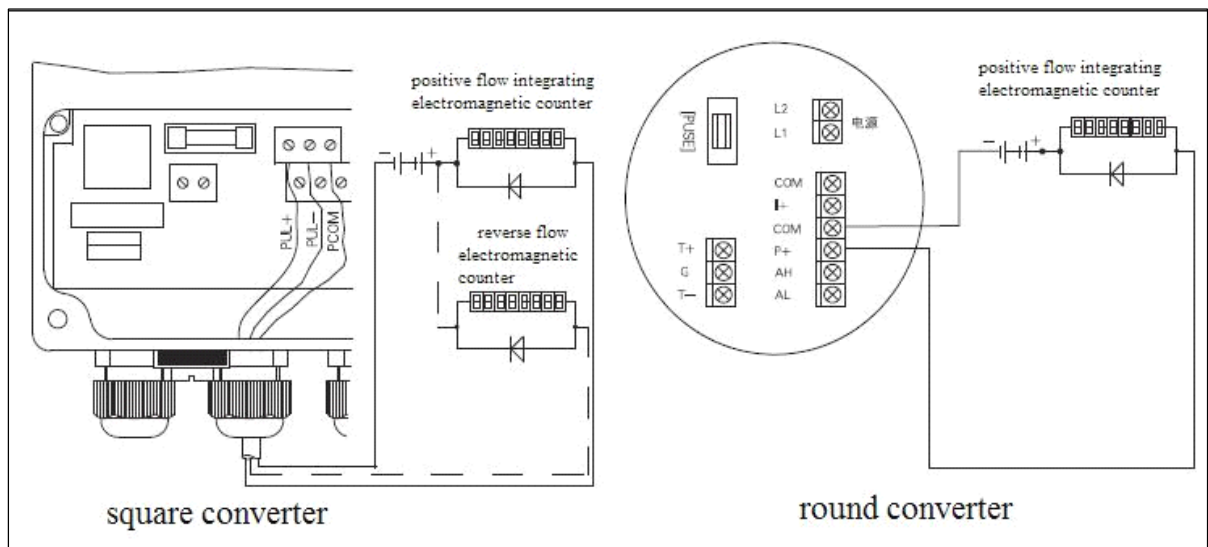 positive flow integrating
electromagnetic counter
− +
PUL+
PUL−
PCOM
reverse flow
electromagnetic
counter
square converter
[PUSE]
L2
L1
电源
COM
I+
COM
P+
AH
AL
T+
G
T−
positive flow integrating
electromagnetic counter
− +
round converter